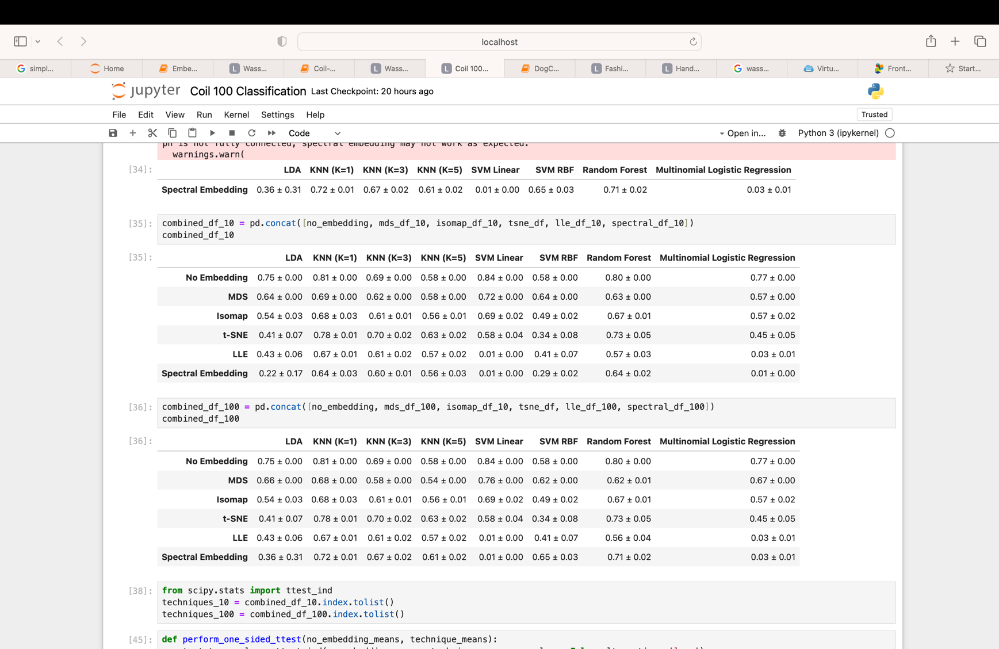 localhost
simpl...
Home
Embe...
Wass...
Coil-...
Wass...
Coil 100...
DogC...
Fashi...
Hand...
wass...
Virtu...
Front...
Start...
jupyter Coil 100 Classification Last Checkpoint: 20 hours ago
File Edit View Run Kernel Settings Help Trusted
Code Open in... Python 3 (ipykernel)
ph is not fully connected, spectral embedding may not work as expected.
warnings.warn(
[34]: LDA KNN (K=1) KNN (K=3) KNN (K=5) SVM Linear SVM RBF Random Forest Multinomial Logistic Regression
Spectral Embedding 0.36 ± 0.31 0.72 ± 0.01 0.67 ± 0.02 0.61 ± 0.02 0.01 ± 0.00 0.65 ± 0.03 0.71 ± 0.02 0.03 ± 0.01
[35]: combined_df_10 = pd.concat([no_embedding, mds_df_10, isomap_df_10, tsne_df, lle_df_10, spectral_df_10])
combined_df_10
[35]: LDA KNN (K=1) KNN (K=3) KNN (K=5) SVM Linear SVM RBF Random Forest Multinomial Logistic Regression
No Embedding 0.75 ± 0.00 0.81 ± 0.00 0.69 ± 0.00 0.58 ± 0.00 0.84 ± 0.00 0.58 ± 0.00 0.80 ± 0.00 0.77 ± 0.00
MDS 0.64 ± 0.00 0.69 ± 0.00 0.62 ± 0.00 0.58 ± 0.00 0.72 ± 0.00 0.64 ± 0.00 0.63 ± 0.00 0.57 ± 0.00
Isomap 0.54 ± 0.03 0.68 ± 0.03 0.61 ± 0.01 0.56 ± 0.01 0.69 ± 0.02 0.49 ± 0.02 0.67 ± 0.01 0.57 ± 0.02
t-SNE 0.41 ± 0.07 0.78 ± 0.01 0.70 ± 0.02 0.63 ± 0.02 0.58 ± 0.04 0.34 ± 0.08 0.73 ± 0.05 0.45 ± 0.05
LLE 0.43 ± 0.06 0.67 ± 0.01 0.61 ± 0.02 0.57 ± 0.02 0.01 ± 0.00 0.41 ± 0.07 0.57 ± 0.03 0.03 ± 0.01
Spectral Embedding 0.22 ± 0.17 0.64 ± 0.03 0.60 ± 0.01 0.56 ± 0.03 0.01 ± 0.00 0.29 ± 0.02 0.64 ± 0.02 0.01 ± 0.00
[36]: combined_df_100 = pd.concat([no_embedding, mds_df_100, isomap_df_10, tsne_df, lle_df_100, spectral_df_100])
combined_df_100
[36]: LDA KNN (K=1) KNN (K=3) KNN (K=5) SVM Linear SVM RBF Random Forest Multinomial Logistic Regression
No Embedding 0.75 ± 0.00 0.81 ± 0.00 0.69 ± 0.00 0.58 ± 0.00 0.84 ± 0.00 0.58 ± 0.00 0.80 ± 0.00 0.77 ± 0.00
MDS 0.66 ± 0.00 0.68 ± 0.00 0.58 ± 0.00 0.54 ± 0.00 0.76 ± 0.00 0.62 ± 0.00 0.62 ± 0.01 0.67 ± 0.00
Isomap 0.54 ± 0.03 0.68 ± 0.03 0.61 ± 0.01 0.56 ± 0.01 0.69 ± 0.02 0.49 ± 0.02 0.67 ± 0.01 0.57 ± 0.02
t-SNE 0.41 ± 0.07 0.78 ± 0.01 0.70 ± 0.02 0.63 ± 0.02 0.58 ± 0.04 0.34 ± 0.08 0.73 ± 0.05 0.45 ± 0.05
LLE 0.43 ± 0.06 0.67 ± 0.01 0.61 ± 0.02 0.57 ± 0.02 0.01 ± 0.00 0.41 ± 0.07 0.56 ± 0.04 0.03 ± 0.01
Spectral Embedding 0.36 ± 0.31 0.72 ± 0.01 0.67 ± 0.02 0.61 ± 0.02 0.01 ± 0.00 0.65 ± 0.03 0.71 ± 0.02 0.03 ± 0.01
[38]: from scipy.stats import ttest_ind
techniques_10 = combined_df_10.index.tolist()
techniques_100 = combined_df_100.index.tolist()
[45]: def perform_one_sided_ttest(no_embedding_means, technique_means):